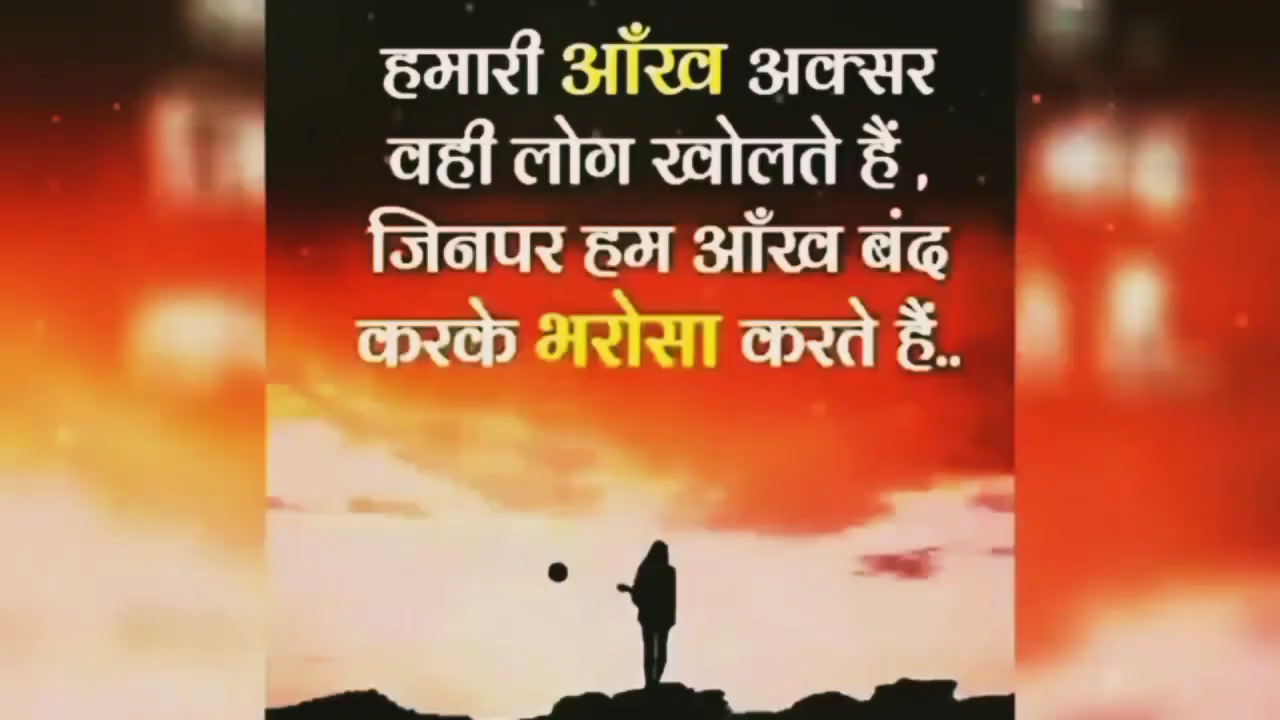 हमारी आँख अक्सर
वही लोग खोलते हैं ,
जिनपर हम आँख बंद
करके भरोसा करते हैं..